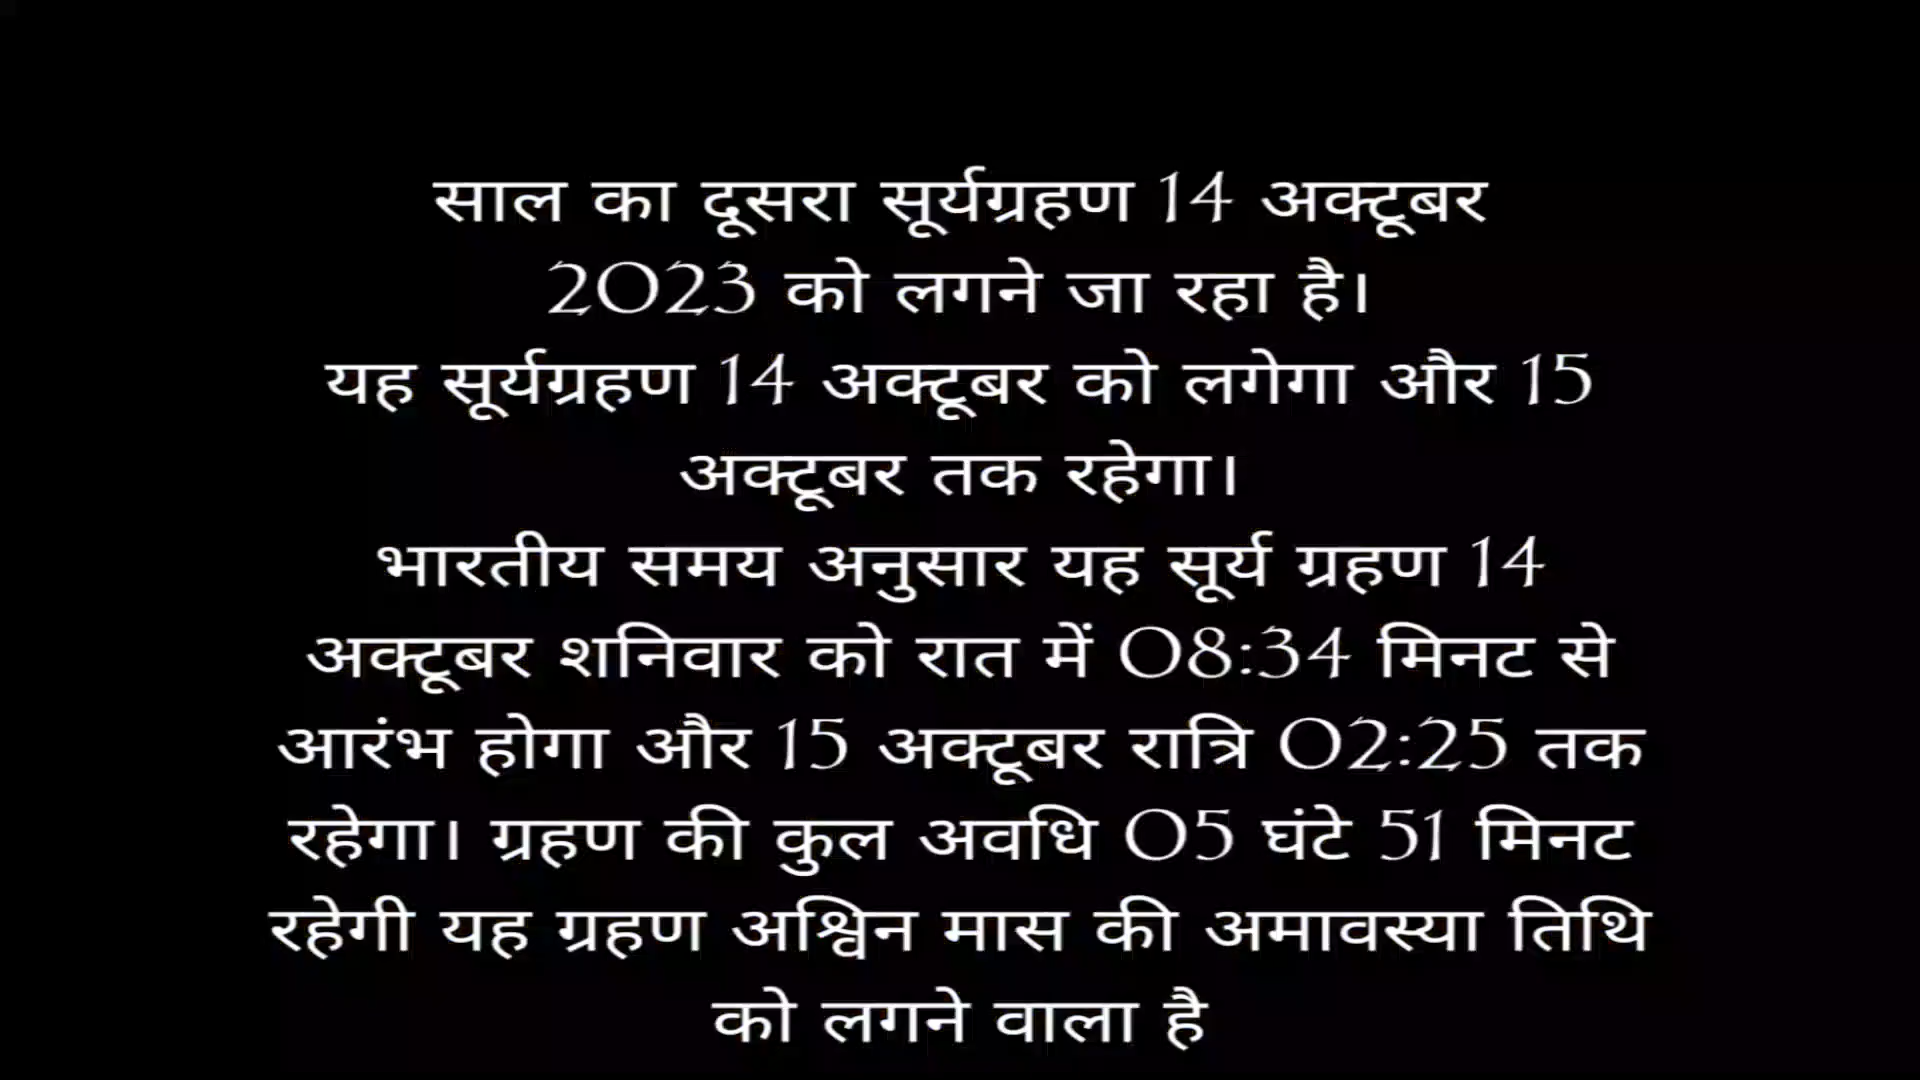 साल का दूसरा सूर्यग्रहण 14 अक्टूबर
2023 को लगने जा रहा है।
यह सूर्यग्रहण 14 अक्टूबर को लगेगा और 15
अक्टूबर तक रहेगा।
भारतीय समय अनुसार यह सूर्य ग्रहण 14
अक्टूबर शनिवार को रात में 08:34 मिनट से
आरंभ होगा और 15 अक्टूबर रात्रि 02:25 तक
रहेगा। ग्रहण की कुल अवधि 05 घंटे 51 मिनट
रहेगी यह ग्रहण अश्विन मास की अमावस्या तिथि
को लगने वाला है